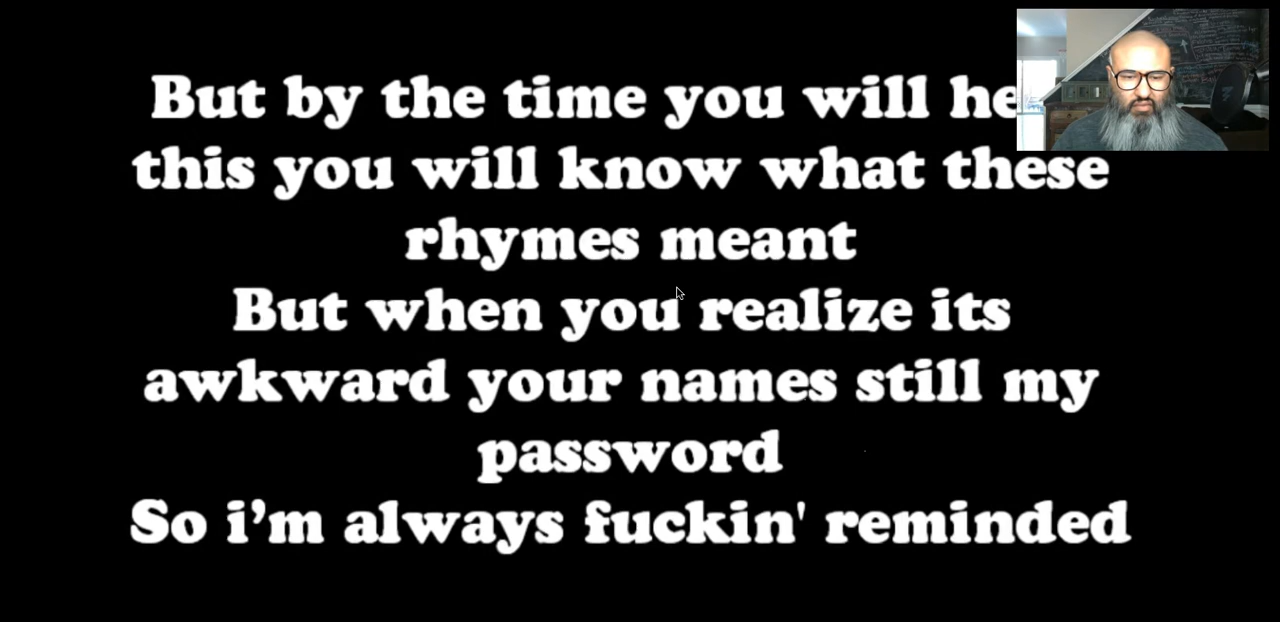 But by the time you will
this you will know what these
rhymes meant
But when you realize its
awkward your names still my
password
So i’m always fuckin' reminded